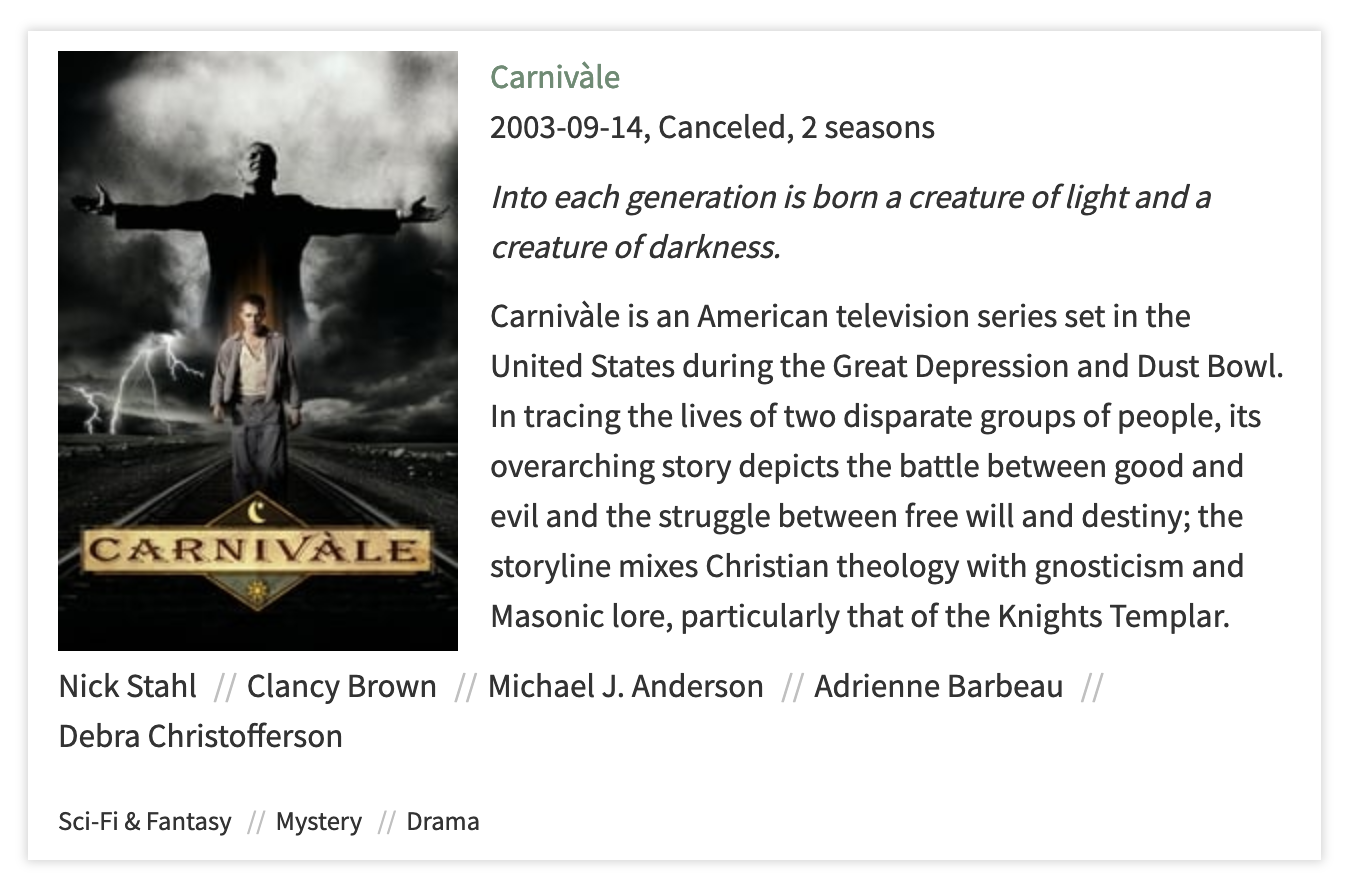 CARNIVÀLE
Carnivàle
2003-09-14, Canceled, 2 seasons
Into each generation is born a creature of light and a
creature of darkness.
Carnivàle is an American television series set in the
United States during the Great Depression and Dust Bowl.
In tracing the lives of two disparate groups of people, its
overarching story depicts the battle between good and
evil and the struggle between free will and destiny; the
storyline mixes Christian theology with gnosticism and
Masonic lore, particularly that of the Knights Templar.
Nick Stahl // Clancy Brown // Michael J. Anderson // Adrienne Barbeau //
Debra Christofferson
Sci-Fi & Fantasy // Mystery // Drama